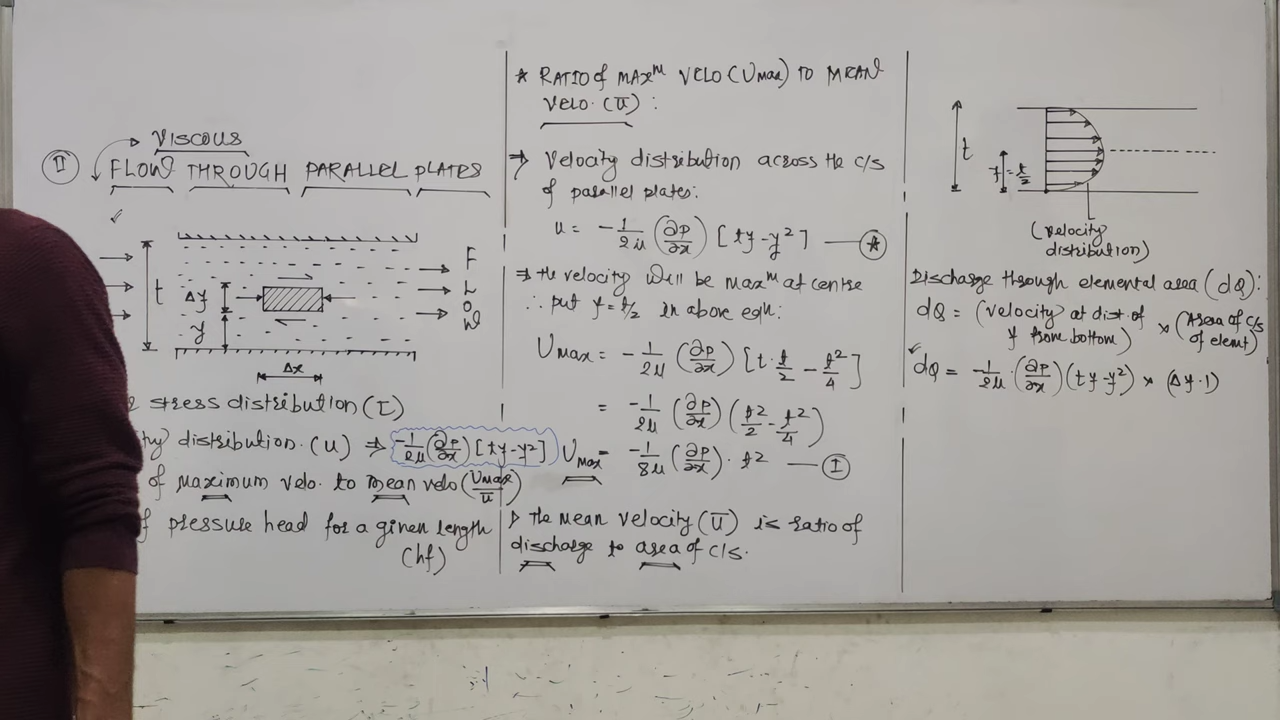 II VISCOUS
FLOW THROUGH PARALLEL PLATES
t
Δy
y
Δx
F
L
O
W
stress distribution (τ)
distribution. (u) ⇒ -1/2μ (∂p/∂x) [ty-y²]
of maximum velo. to mean velo (Umax/ū)
of pressure head for a given length
(hf)
* RATIO of MAXᵐ VELO (Umax) TO MEAN
VELO. (ū) :
⇒ Velocity distribution across the c/s
of parallel plates:
u = -1/2μ (∂p/∂x) [ty-y²] — A
⇒ the velocity will be maxᵐ at centre
∴ put y = t/2 in above eqn:
Umax = -1/2μ (∂p/∂x) [t·t/2 - t²/4]
= -1/2μ (∂p/∂x) (t²/2 - t²/4)
Umax = -1/8μ (∂p/∂x) · t² — I
▷ The mean velocity (ū) is ratio of
discharge to area of c/s.
t
y = t/2
(velocity
distribution)
Discharge through elemental area (dQ):
dQ = (velocity at dist. of y from bottom) × (Area of c/s of elemt)
dQ = -1/2μ · (∂p/∂x) (ty-y²) × (Δy·1)